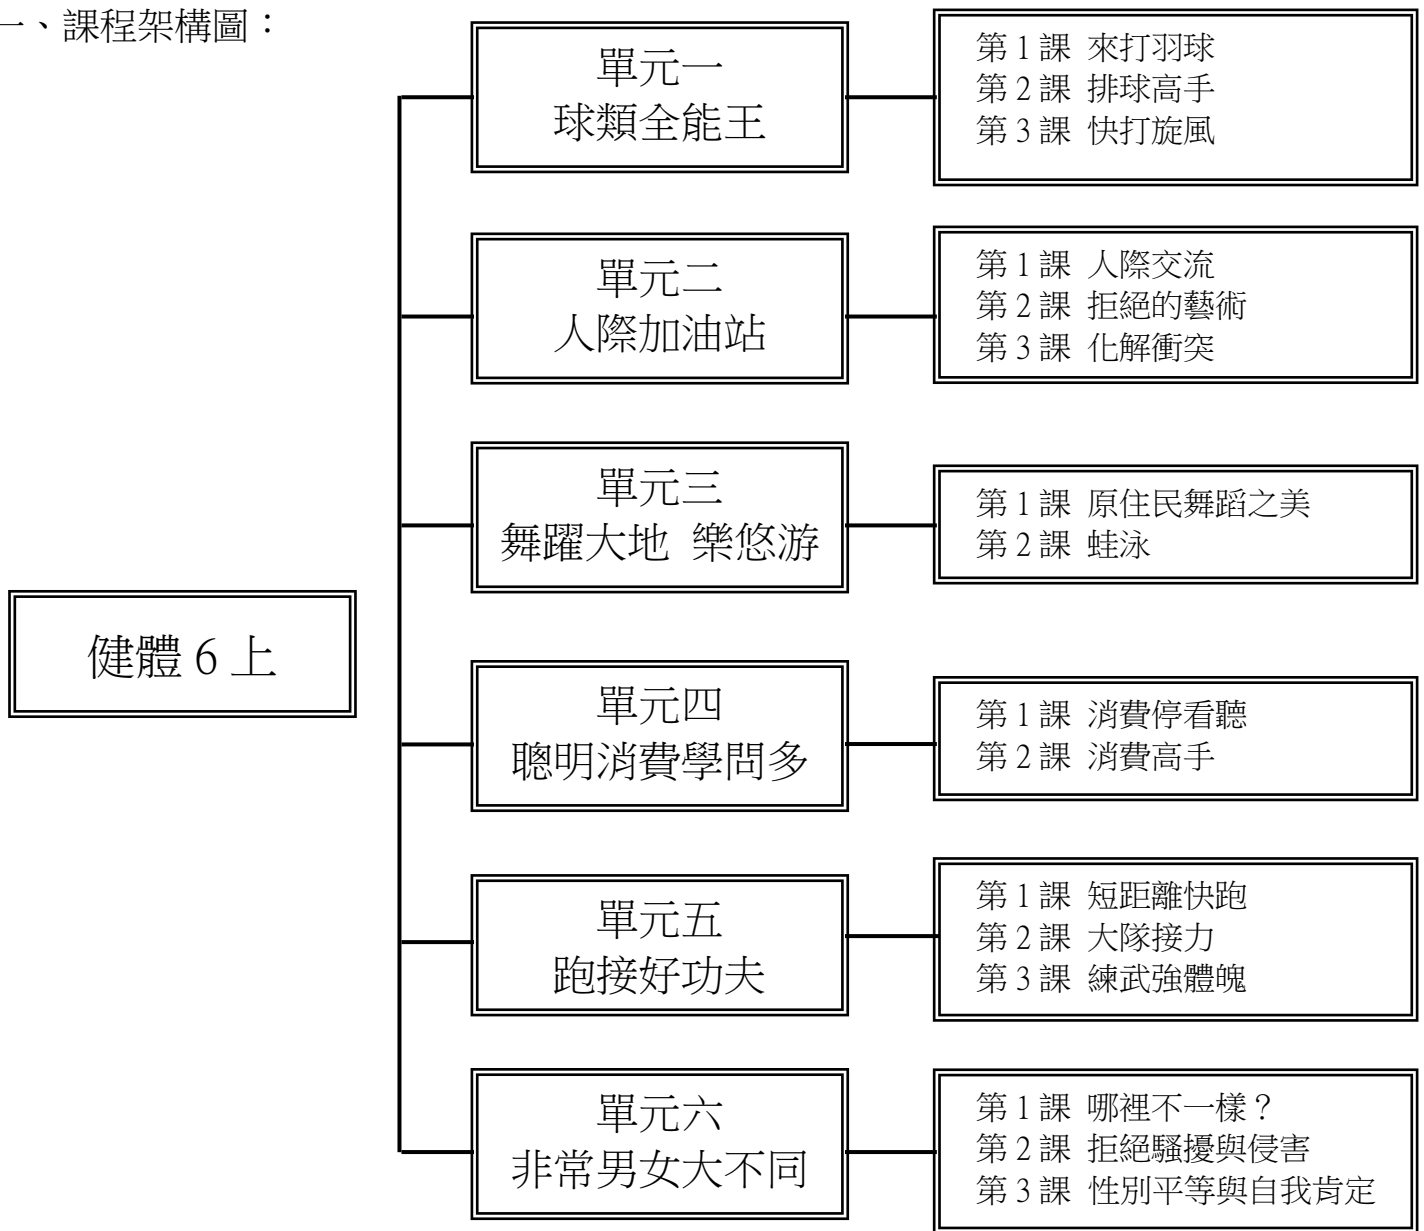 一、課程架構圖：
健體 6 上
單元一
球類全能王
第 1 課 來打羽球
第 2 課 排球高手
第 3 課 快打旋風
單元二
人際加油站
第 1 課 人際交流
第 2 課 拒絕的藝術
第 3 課 化解衝突
單元三
舞躍大地 樂悠游
第 1 課 原住民舞蹈之美
第 2 課 蛙泳
單元四
聰明消費學問多
第 1 課 消費停看聽
第 2 課 消費高手
單元五
跑接好功夫
第 1 課 短距離快跑
第 2 課 大隊接力
第 3 課 練武強體魄
單元六
非常男女大不同
第 1 課 哪裡不一樣？
第 2 課 拒絕騷擾與侵害
第 3 課 性別平等與自我肯定